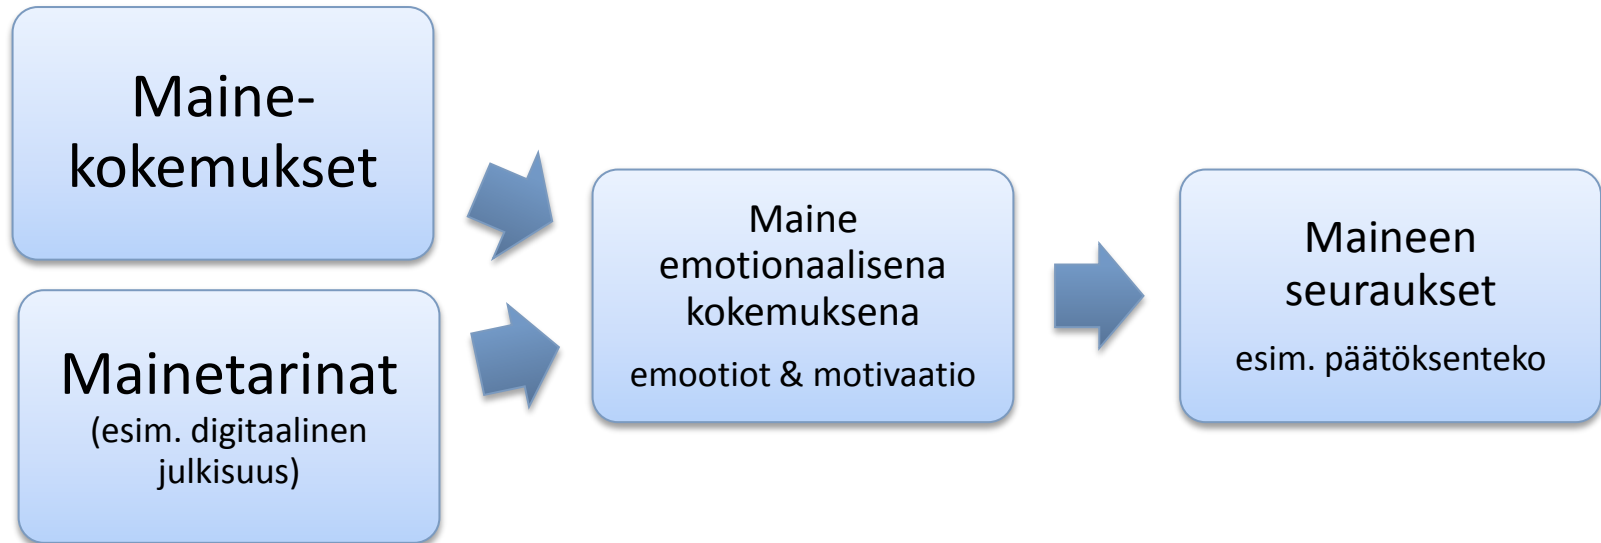 Maine-
kokemukset
Mainetarinat
(esim. digitaalinen
julkisuus)
Maine
emotionaalisena
kokemuksena
emootiot & motivaatio
Maineen
seuraukset
esim. päätöksenteko